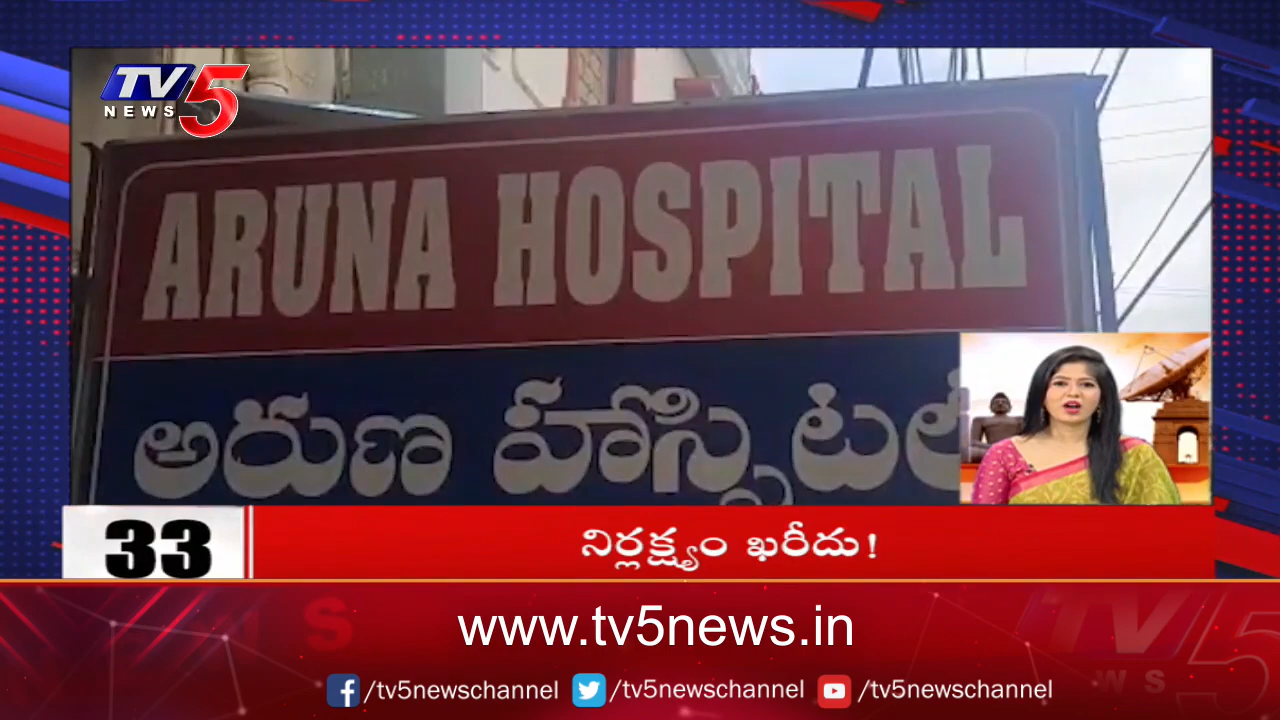 TV5
NEWS
ARUNA HOSPITAL
అరుణ హాస్పిటల్
33
నిర్లక్ష్యం ఖరీదు!
www.tv5news.in
/tv5newschannel /tv5newschannel /tv5newschannel